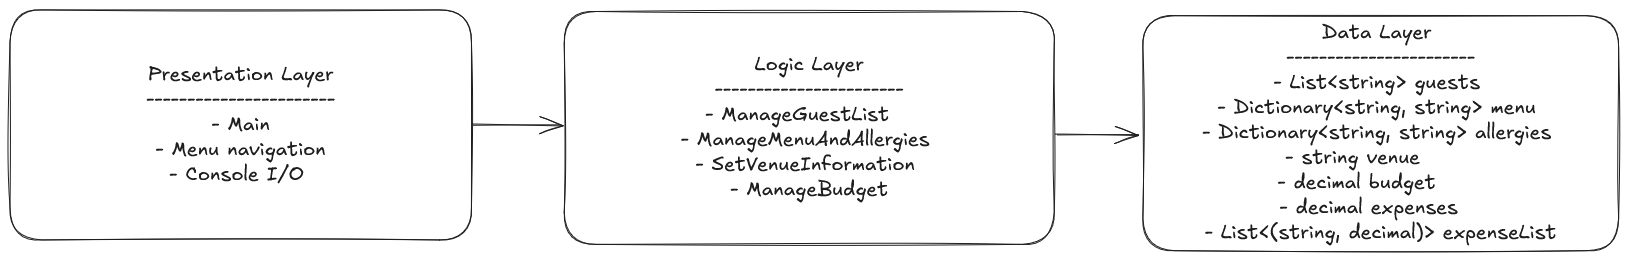 Presentation Layer
-----------------------
- Main
- Menu navigation
- Console I/O
Logic Layer
-----------------------
- ManageGuestList
- ManageMenuAndAllergies
- SetVenueInformation
- ManageBudget
Data Layer
-----------------------
- List<string> guests
- Dictionary<string, string> menu
- Dictionary<string, string> allergies
- string venue
- decimal budget
- decimal expenses
- List<(string, decimal)> expenseList